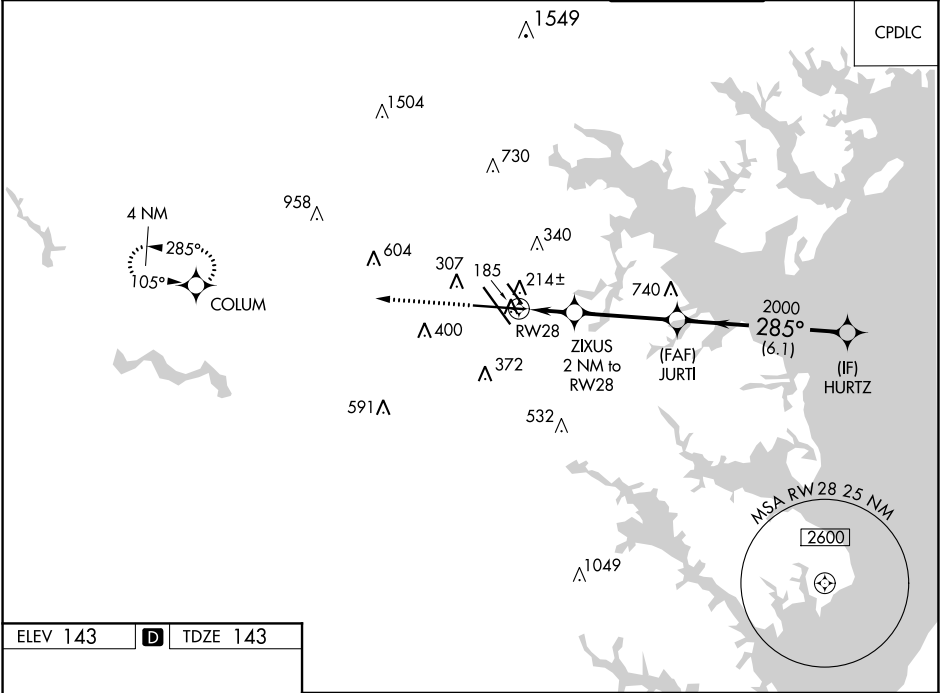 1549
CPDLC
1504
730
958
4 NM
285°
105°
COLUM
340
604
307
185
214±
740
RW28
400
ZIXUS
2 NM to
RW28
(FAF)
JURTI
2000
285°
(6.1)
(IF)
HURTZ
372
591
532
MSA RW28 25 NM
2600
1049
ELEV 143 D TDZE 143